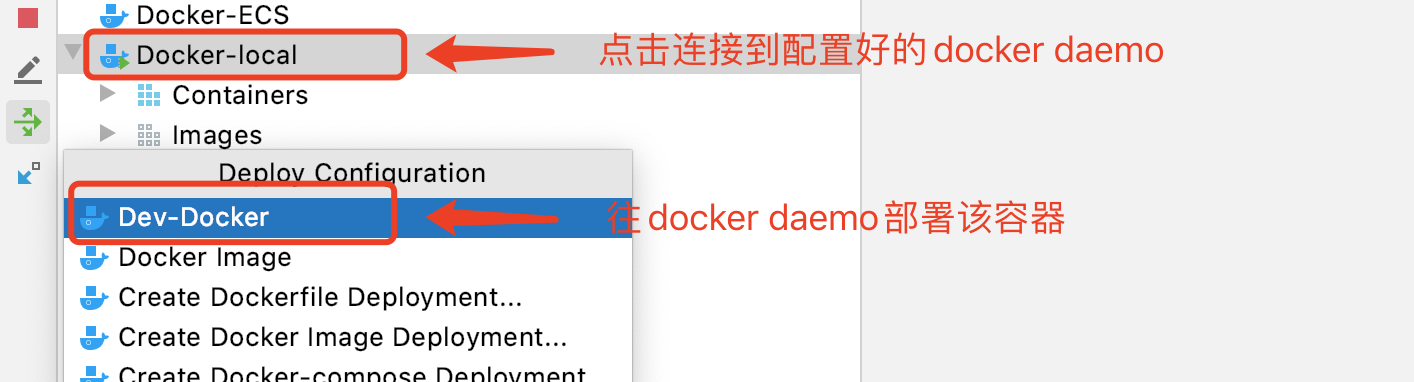 Docker-ECS
Docker-local
点击连接到配置好的docker daemo
Containers
Images
Deploy Configuration
Dev-Docker
往docker daemo部署该容器
Docker Image
Create Dockerfile Deployment...
Create Docker Image Deployment...
Create Docker-compose Deployment